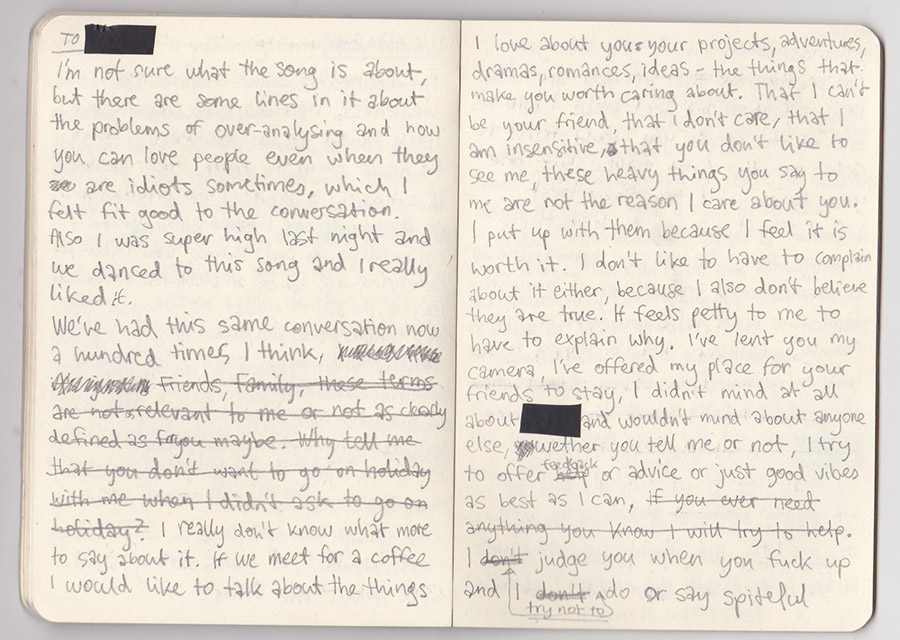 TO
I'm not sure what the song is about,
but there are some lines in it about
the problems of over-analysing and how
you can love people even when they
are idiots sometimes, which I
felt fit good to the conversation.
Also I was super high last night and
we danced to this song and I really
liked it.
We've had this same conversation now
a hundred times, I think,
Friends, Family, these terms
are not relevant to me or not as clearly
defined as for you maybe. Why tell me
that you don't want to go on holiday
with me when I didn't ask to go on
holiday? I really don't know what more
to say about it. If we meet for a coffee
I would like to talk about the things
I love about you: your projects, adventures,
dramas, romances, ideas - the things that
make you worth caring about. That I can't
be your friend, that I don't care, that I
am insensitive, that you don't like to
see me, these heavy things you say to
me are not the reason I care about you.
I put up with them because I feel it is
worth it. I don't like to have to complain
about it either, because I also don't believe
they are true. It feels petty to me to
have to explain why. I've lent you my
camera, I've offered my place for your
friends to stay, I didn't mind at all
about and wouldn't mind about anyone
else, wether you tell me or not, I try
to offer help feedback or advice or just good vibes
as best as I can, if you ever need
anything you know I will try to help.
I don't judge you when you fuck up
and I don't do or say spiteful
try not to